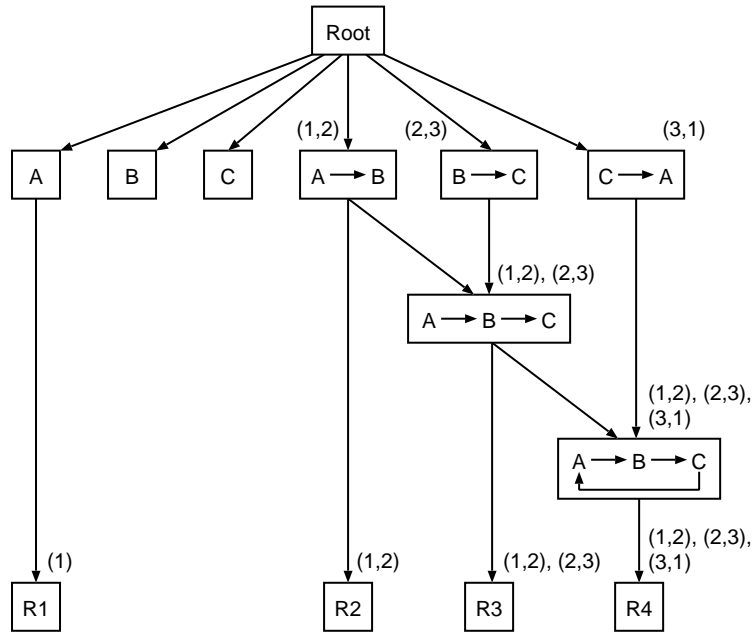 Root
(1,2)
(2,3)
(3,1)
A
B
C
A B
B C
C A
(1,2), (2,3)
A B C
(1,2), (2,3),
(3,1)
A B C
(1)
(1,2)
(1,2), (2,3)
(1,2), (2,3),
(3,1)
R1
R2
R3
R4